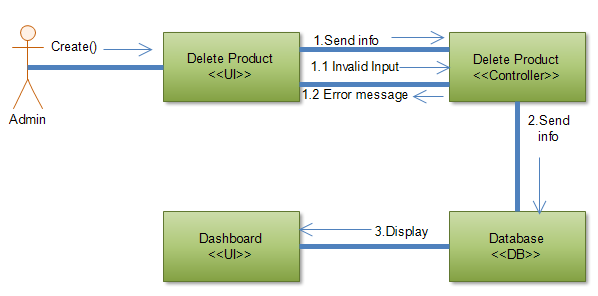 Create()
Admin
Delete Product
<<UI>>
1.Send info
1.1 Invalid Input
1.2 Error message
Delete Product
<<Controller>>
2.Send
info
Dashboard
<<UI>>
3.Display
Database
<<DB>>